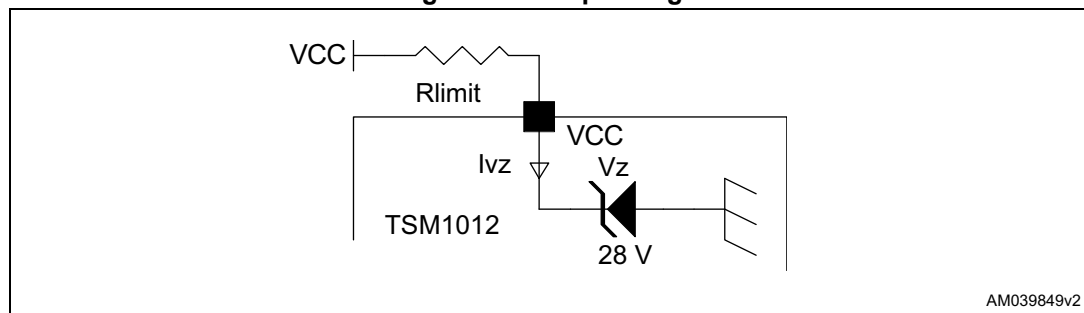 VCC
Rlimit
VCC
Ivz
Vz
TSM1012
28 V
AM039849v2